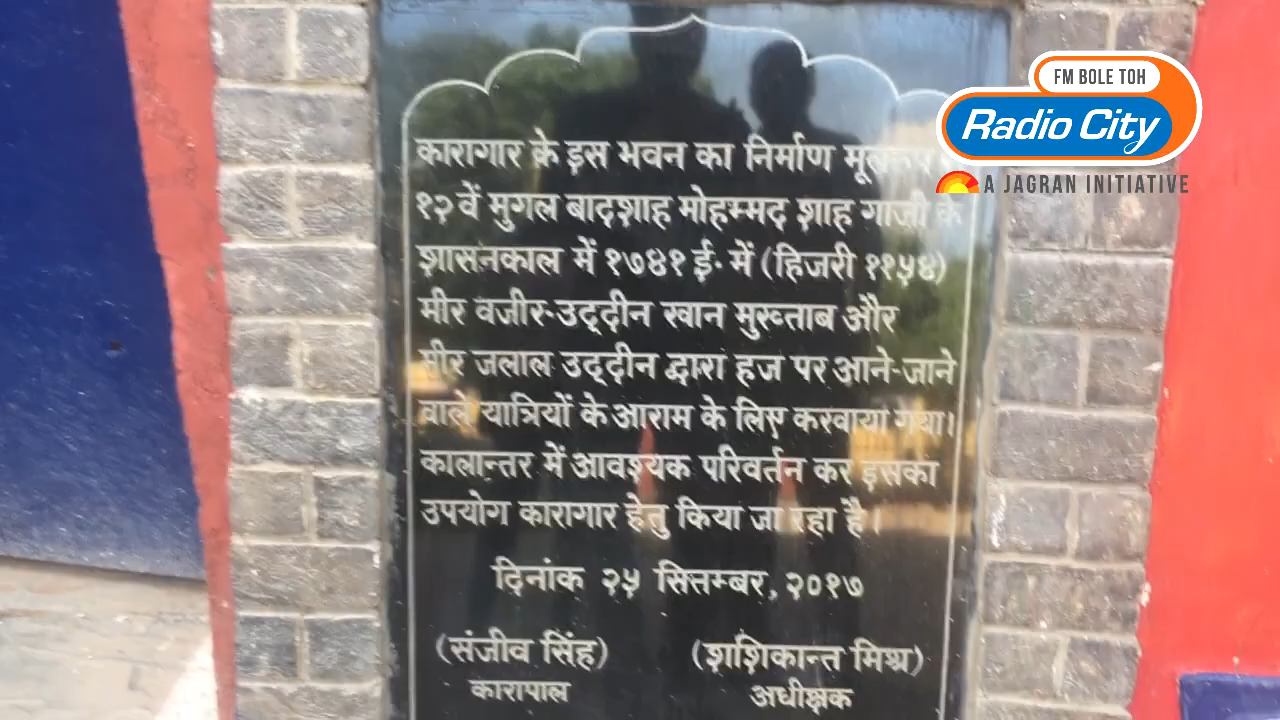 FM BOLE TOH
Radio City
A JAGRAN INITIATIVE
कारागार के इस भवन का निर्माण
१२ वें मुगल बादशाह मोहम्मद शाह गाजी के
शासनकाल में १७४१ ई. में (हिजरी ११५४)
मीर वजीर-उद्दीन खान मुख्ताब और
मीर जलाल उद्दीन द्वारा हज पर आने-जाने
वाले यात्रियों के आराम के लिए करवाया गया।
कालान्तर में आवश्यक परिवर्तन कर इसका
उपयोग कारागार हेतु किया जा रहा है।
दिनांक २५ सितम्बर, २०१७
(संजीव सिंह)
कारापाल
(शशिकान्त मिश्र)
अधीक्षक